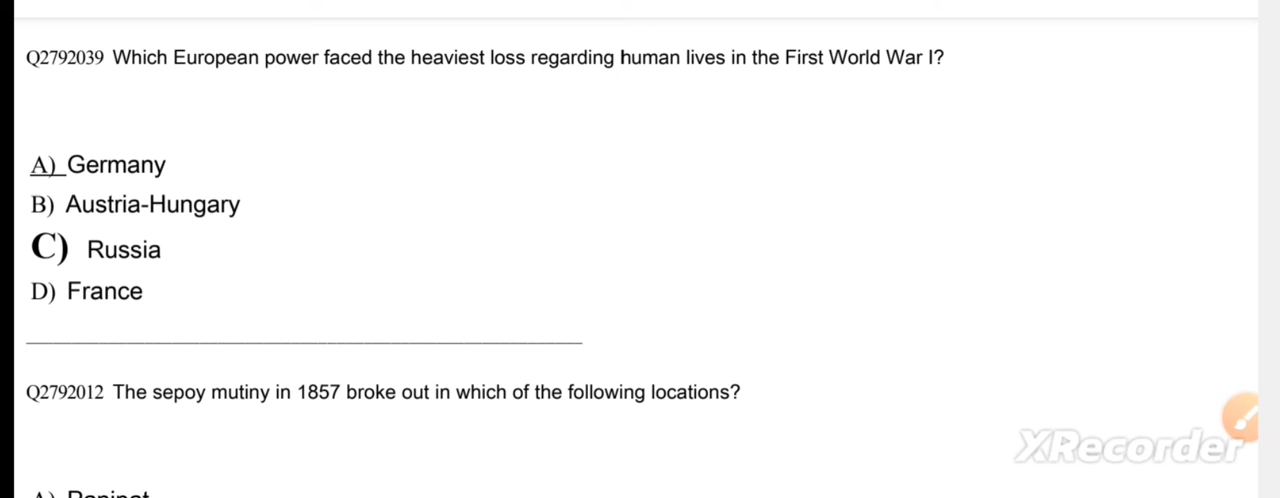 Q2792039 Which European power faced the heaviest loss regarding human lives in the First World War I?
A) Germany
B) Austria-Hungary
C) Russia
D) France
Q2792012 The sepoy mutiny in 1857 broke out in which of the following locations?
XRecorder